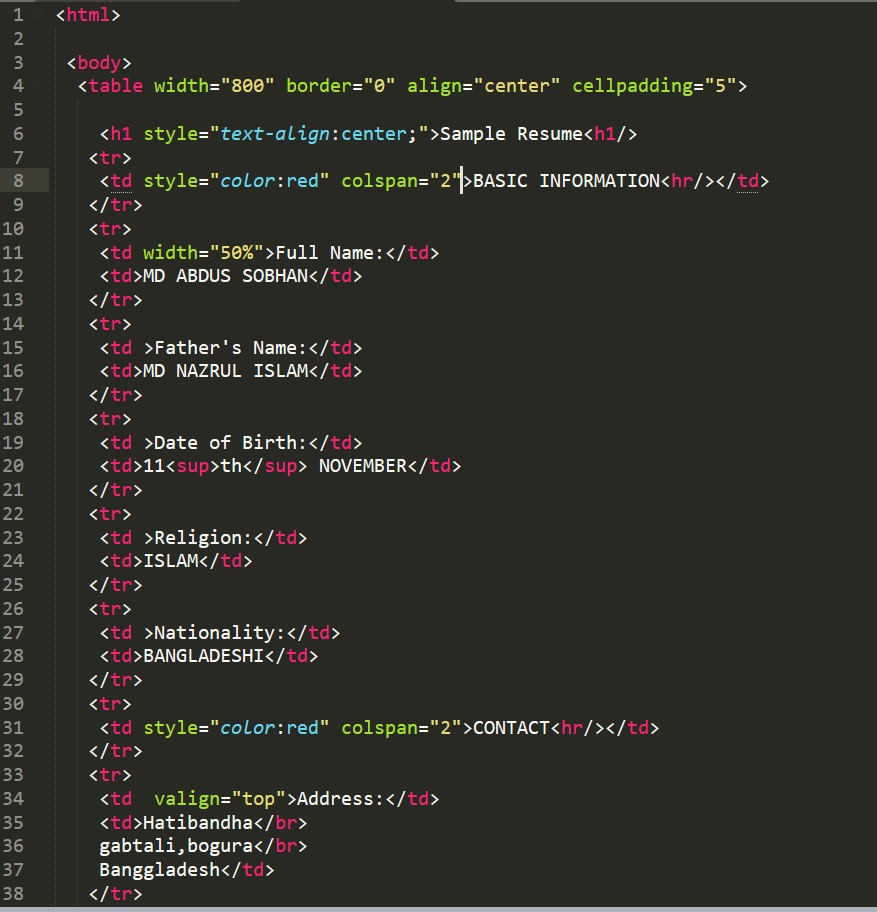 1 <html>
2
3 <body>
4 <table width="800" border="0" align="center" cellpadding="5">
5
6 <h1 style="text-align:center;">Sample Resume<h1/>
7 <tr>
8 <td style="color:red" colspan="2">BASIC INFORMATION<hr/></td>
9 </tr>
10 <tr>
11 <td width="50%">Full Name:</td>
12 <td>MD ABDUS SOBHAN</td>
13 </tr>
14 <tr>
15 <td >Father's Name:</td>
16 <td>MD NAZRUL ISLAM</td>
17 </tr>
18 <tr>
19 <td >Date of Birth:</td>
20 <td>11<sup>th</sup> NOVEMBER</td>
21 </tr>
22 <tr>
23 <td >Religion:</td>
24 <td>ISLAM</td>
25 </tr>
26 <tr>
27 <td >Nationality:</td>
28 <td>BANGLADESHI</td>
29 </tr>
30 <tr>
31 <td style="color:red" colspan="2">CONTACT<hr/></td>
32 </tr>
33 <tr>
34 <td  valign="top">Address:</td>
35 <td>Hatibandha</br>
36 gabtali,bogura</br>
37 Banggladesh</td>
38 </tr>